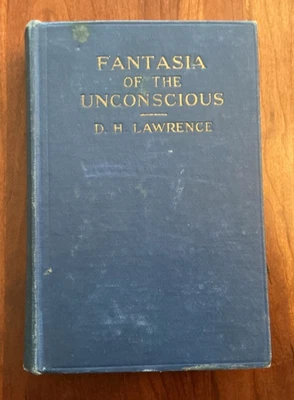 FANTASIA
OF THE
UNCONSCIOUS
D. H. LAWRENCE